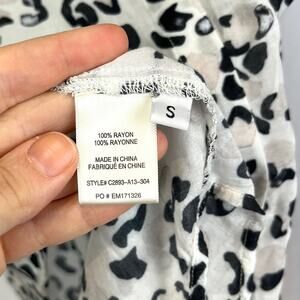 S
100% RAYON
100% RAYONNE
MADE IN CHINA
FABRIQUÉ EN CHINE
STYLE# C2893-A13-304
PO # EM171326